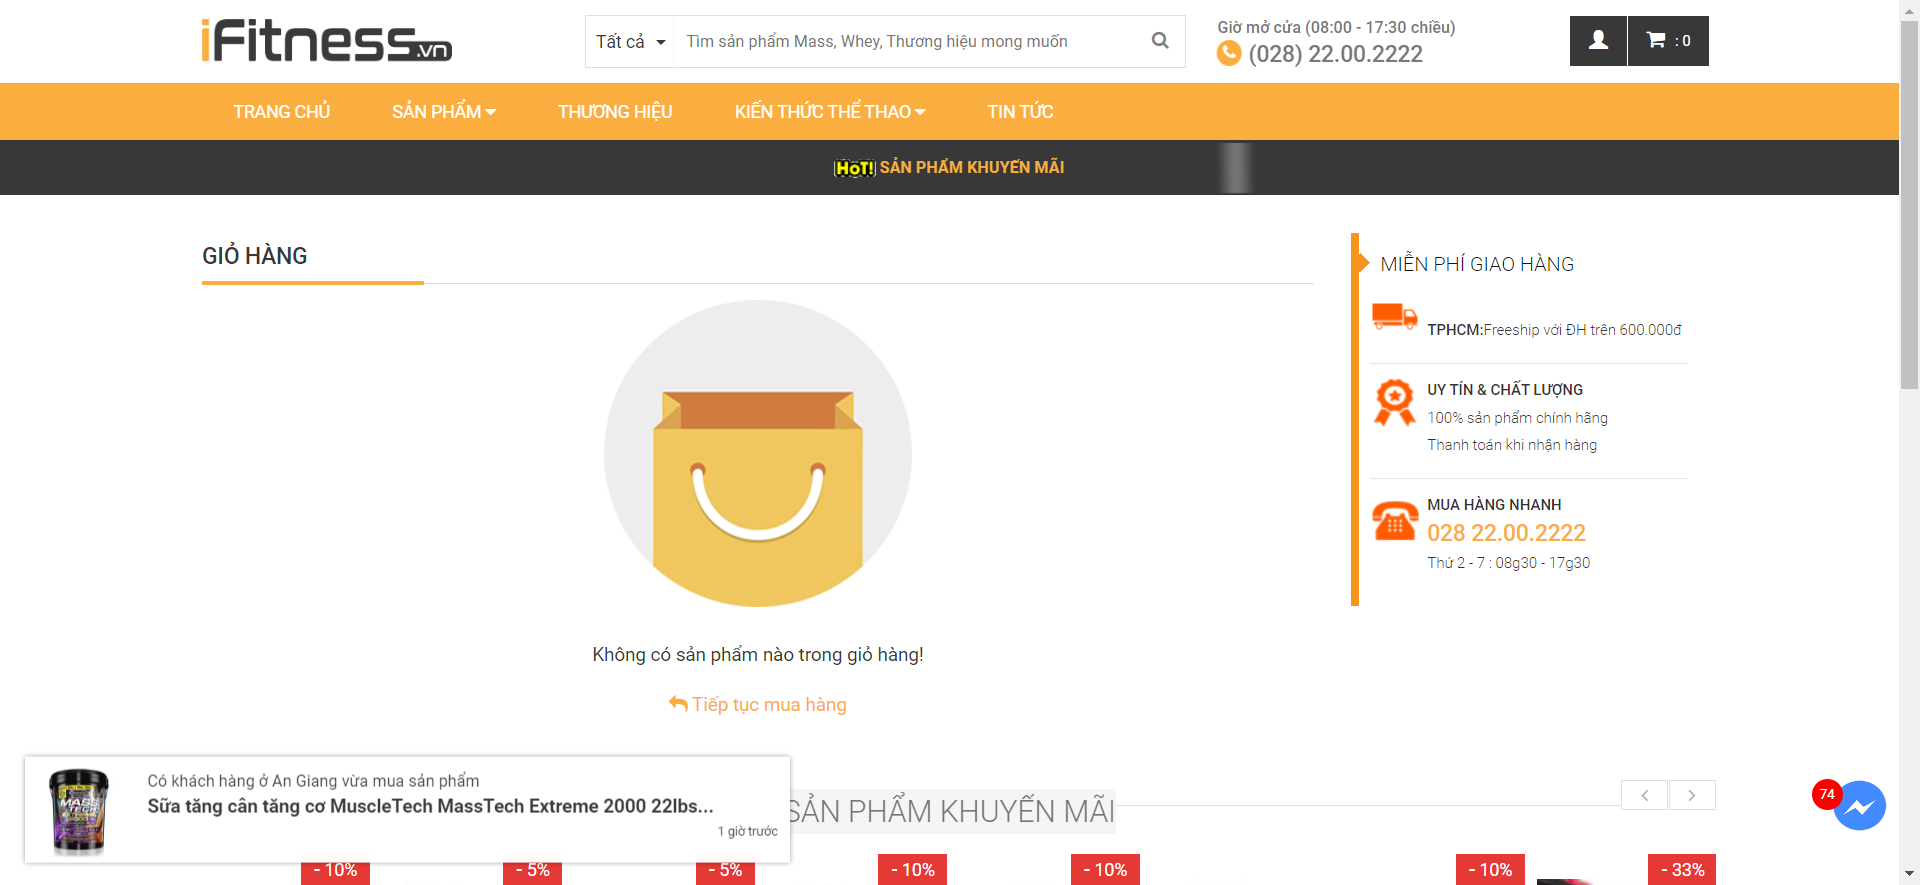 iFitness.vn
Tất cả
Tìm sản phẩm Mass, Whey, Thương hiệu mong muốn
Giờ mở cửa (08:00 - 17:30 chiều)
(028) 22.00.2222
: 0
TRANG CHỦ
SẢN PHẨM
THƯƠNG HIỆU
KIẾN THỨC THỂ THAO
TIN TỨC
HOT! SẢN PHẨM KHUYẾN MÃI
GIỎ HÀNG
Không có sản phẩm nào trong giỏ hàng!
Tiếp tục mua hàng
MIỄN PHÍ GIAO HÀNG
TPHCM:Freeship với ĐH trên 600.000đ
UY TÍN & CHẤT LƯỢNG
100% sản phẩm chính hãng
Thanh toán khi nhận hàng
MUA HÀNG NHANH
028 22.00.2222
Thứ 2 - 7 : 08g30 - 17g30
Có khách hàng ở An Giang vừa mua sản phẩm
Sữa tăng cân tăng cơ MuscleTech MassTech Extreme 2000 22lbs...
1 giờ trước
MASS
TECH
SẢN PHẨM KHUYẾN MÃI
74
- 10%
- 5%
- 5%
- 10%
- 10%
- 10%
- 33%